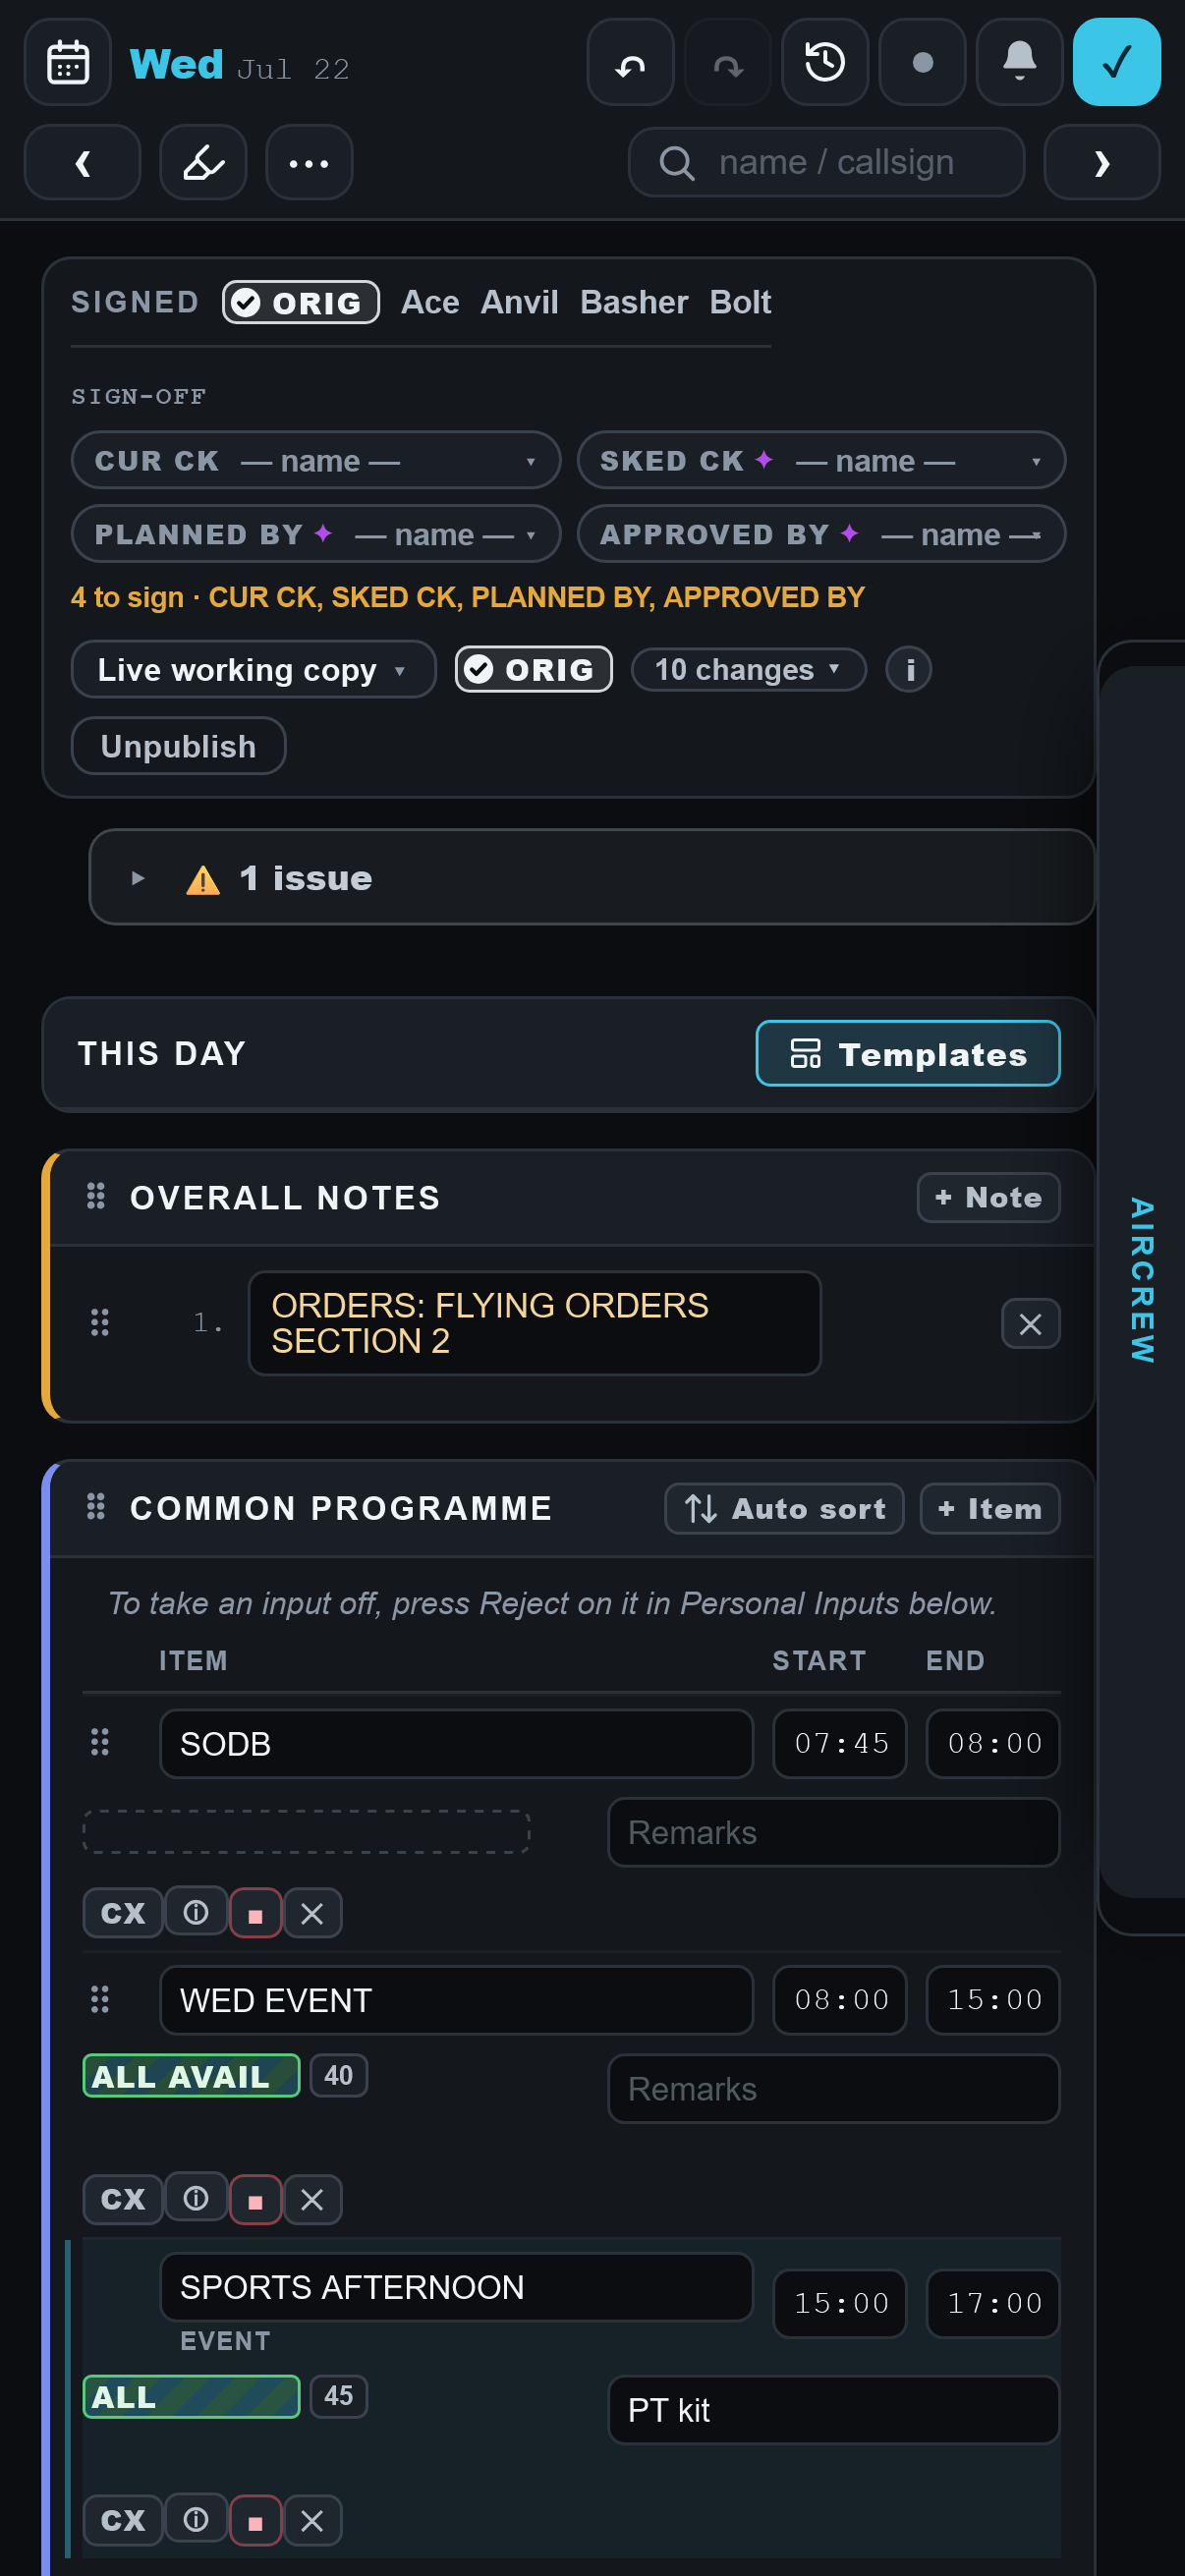 Wed Jul 22
name / callsign
SIGNED ORIG Ace Anvil Basher Bolt
SIGN-OFF
CUR CK — name —
SKED CK — name —
PLANNED BY — name —
APPROVED BY — name —
4 to sign · CUR CK, SKED CK, PLANNED BY, APPROVED BY
Live working copy ORIG 10 changes i
Unpublish
1 issue
THIS DAY Templates
AIRCREW
OVERALL NOTES + Note
1. ORDERS: FLYING ORDERS
SECTION 2
COMMON PROGRAMME Auto sort + Item
To take an input off, press Reject on it in Personal Inputs below.
ITEM START END
SODB 07:45 08:00
Remarks
CX
WED EVENT 08:00 15:00
ALL AVAIL 40 Remarks
CX
SPORTS AFTERNOON 15:00 17:00
EVENT
ALL 45 PT kit
CX